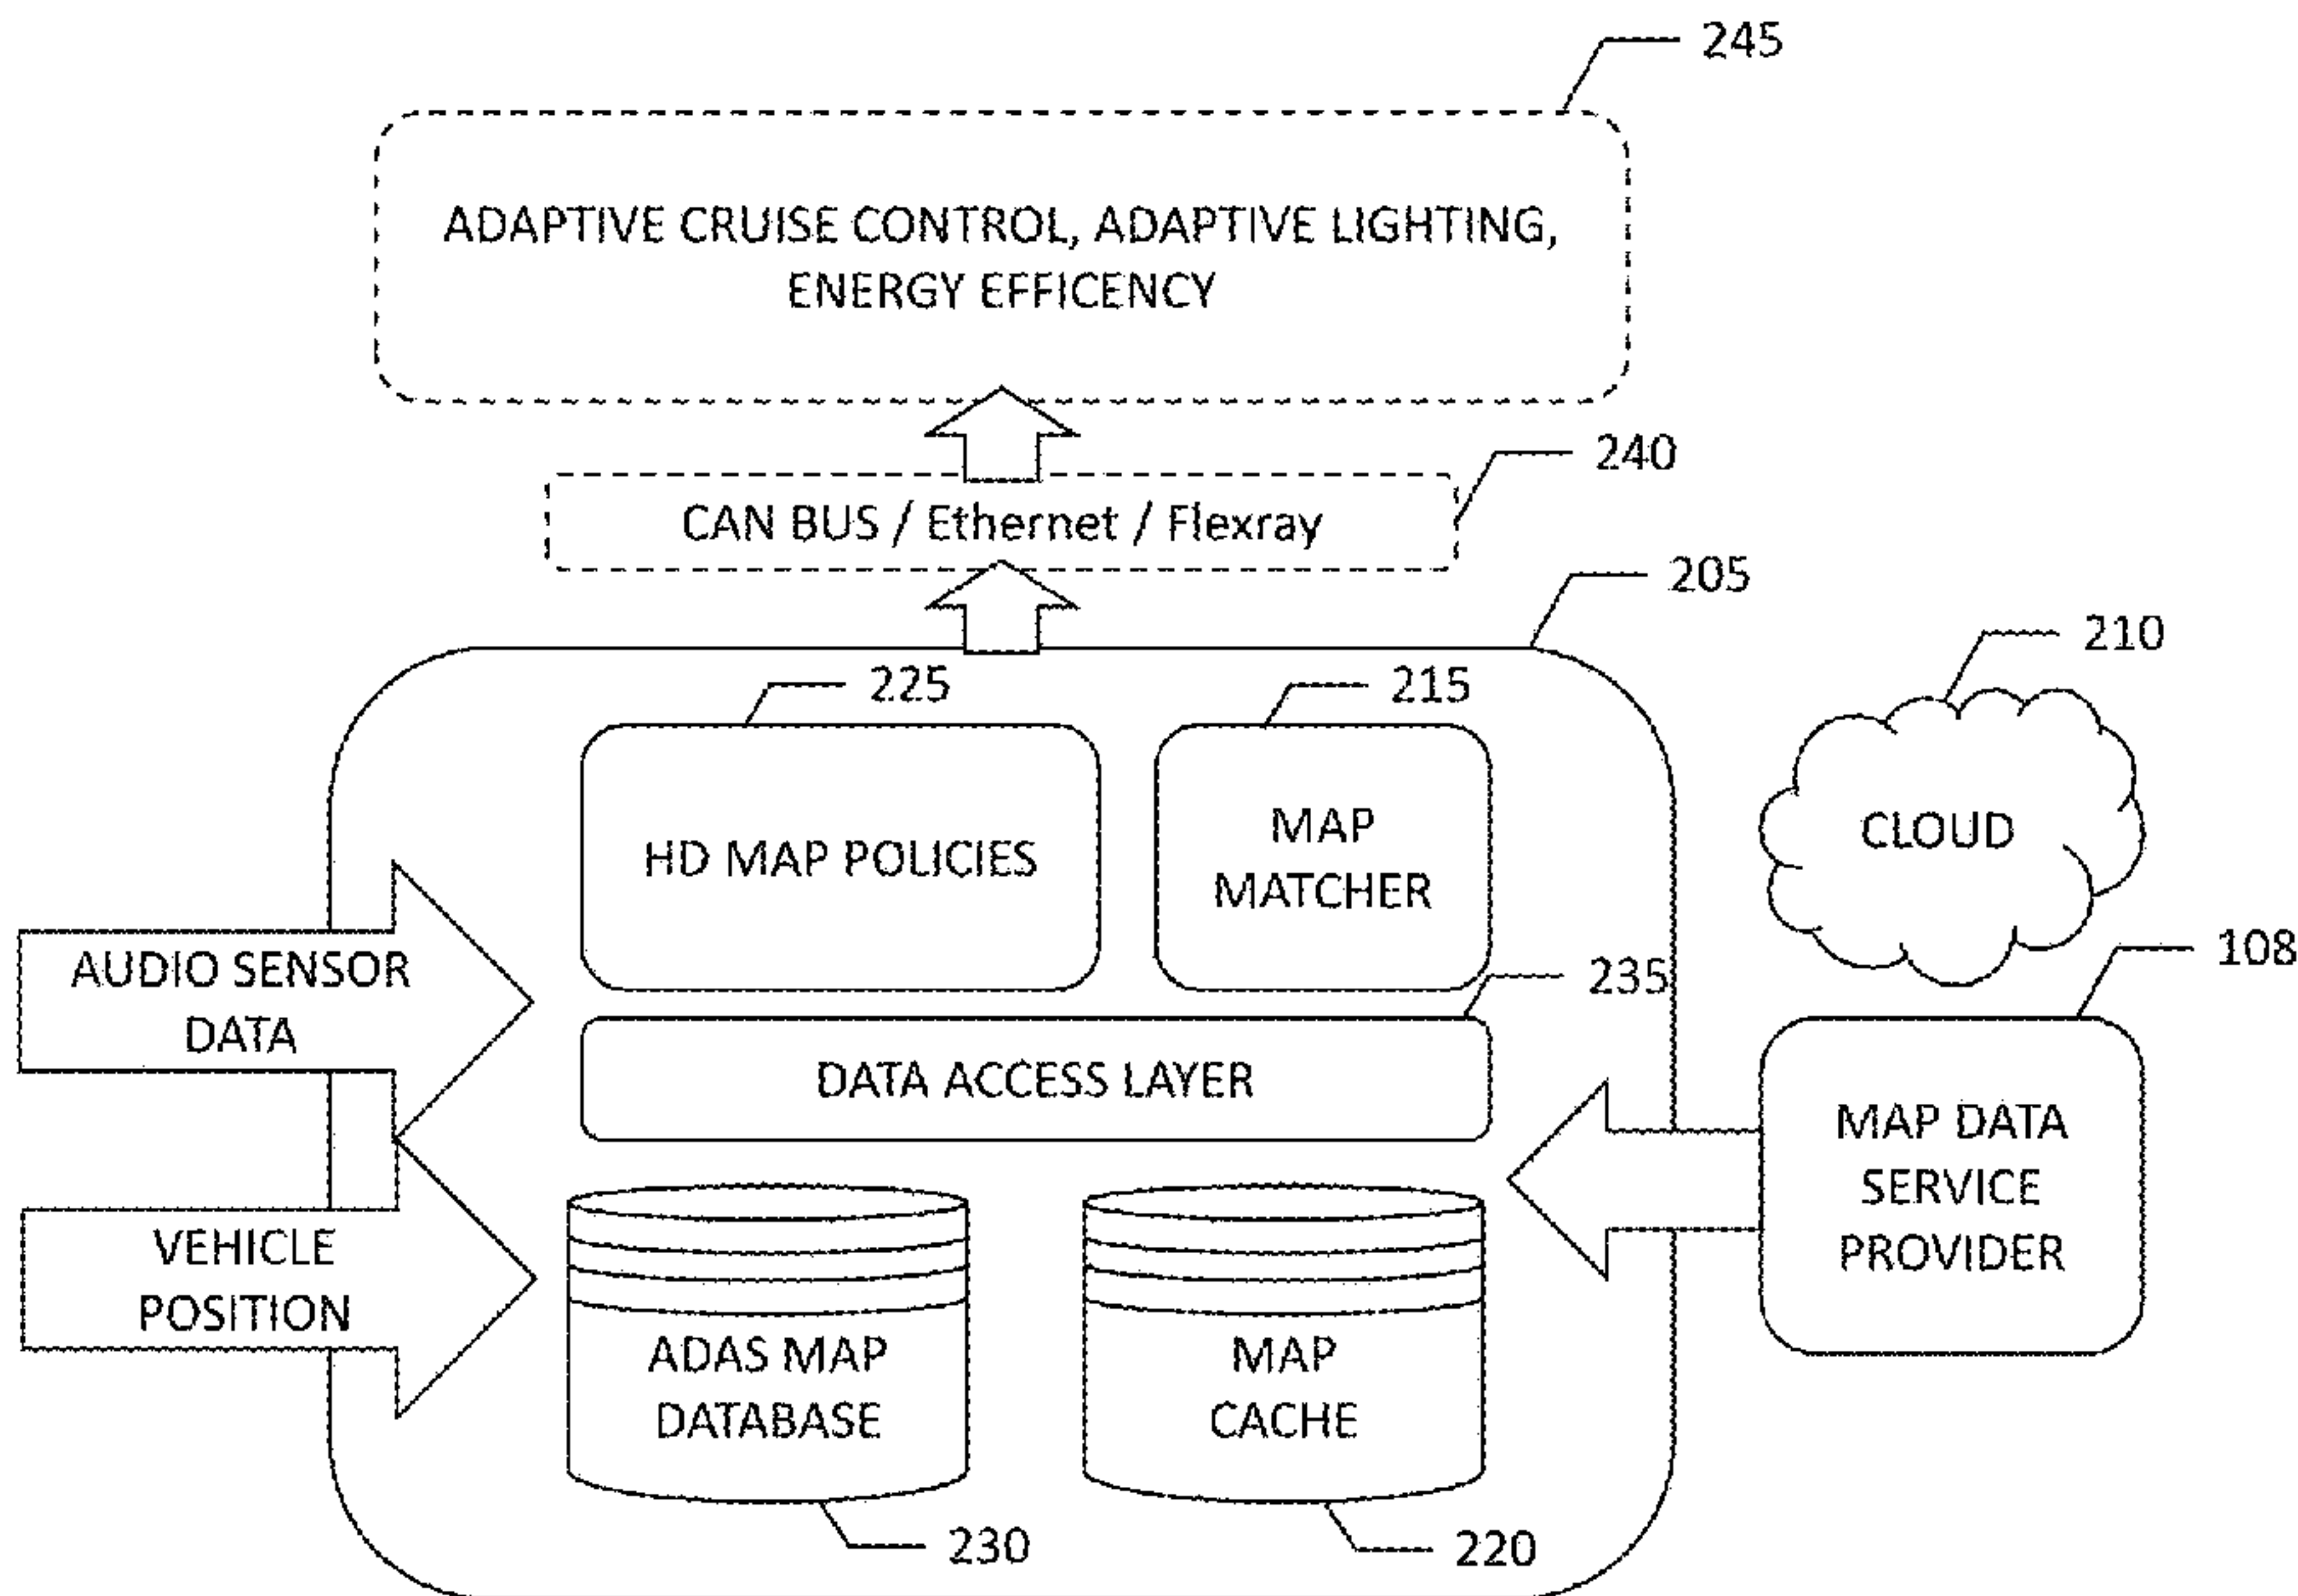 245
ADAPTIVE CRUISE CONTROL, ADAPTIVE LIGHTING,
ENERGY EFFICENCY
240
CAN BUS / Ethernet / Flexray
205
210
225
215
HD MAP POLICIES
MAP
MATCHER
CLOUD
108
AUDIO SENSOR
DATA
235
DATA ACCESS LAYER
MAP DATA
SERVICE
PROVIDER
VEHICLE
POSITION
ADAS MAP
DATABASE
MAP
CACHE
230
220